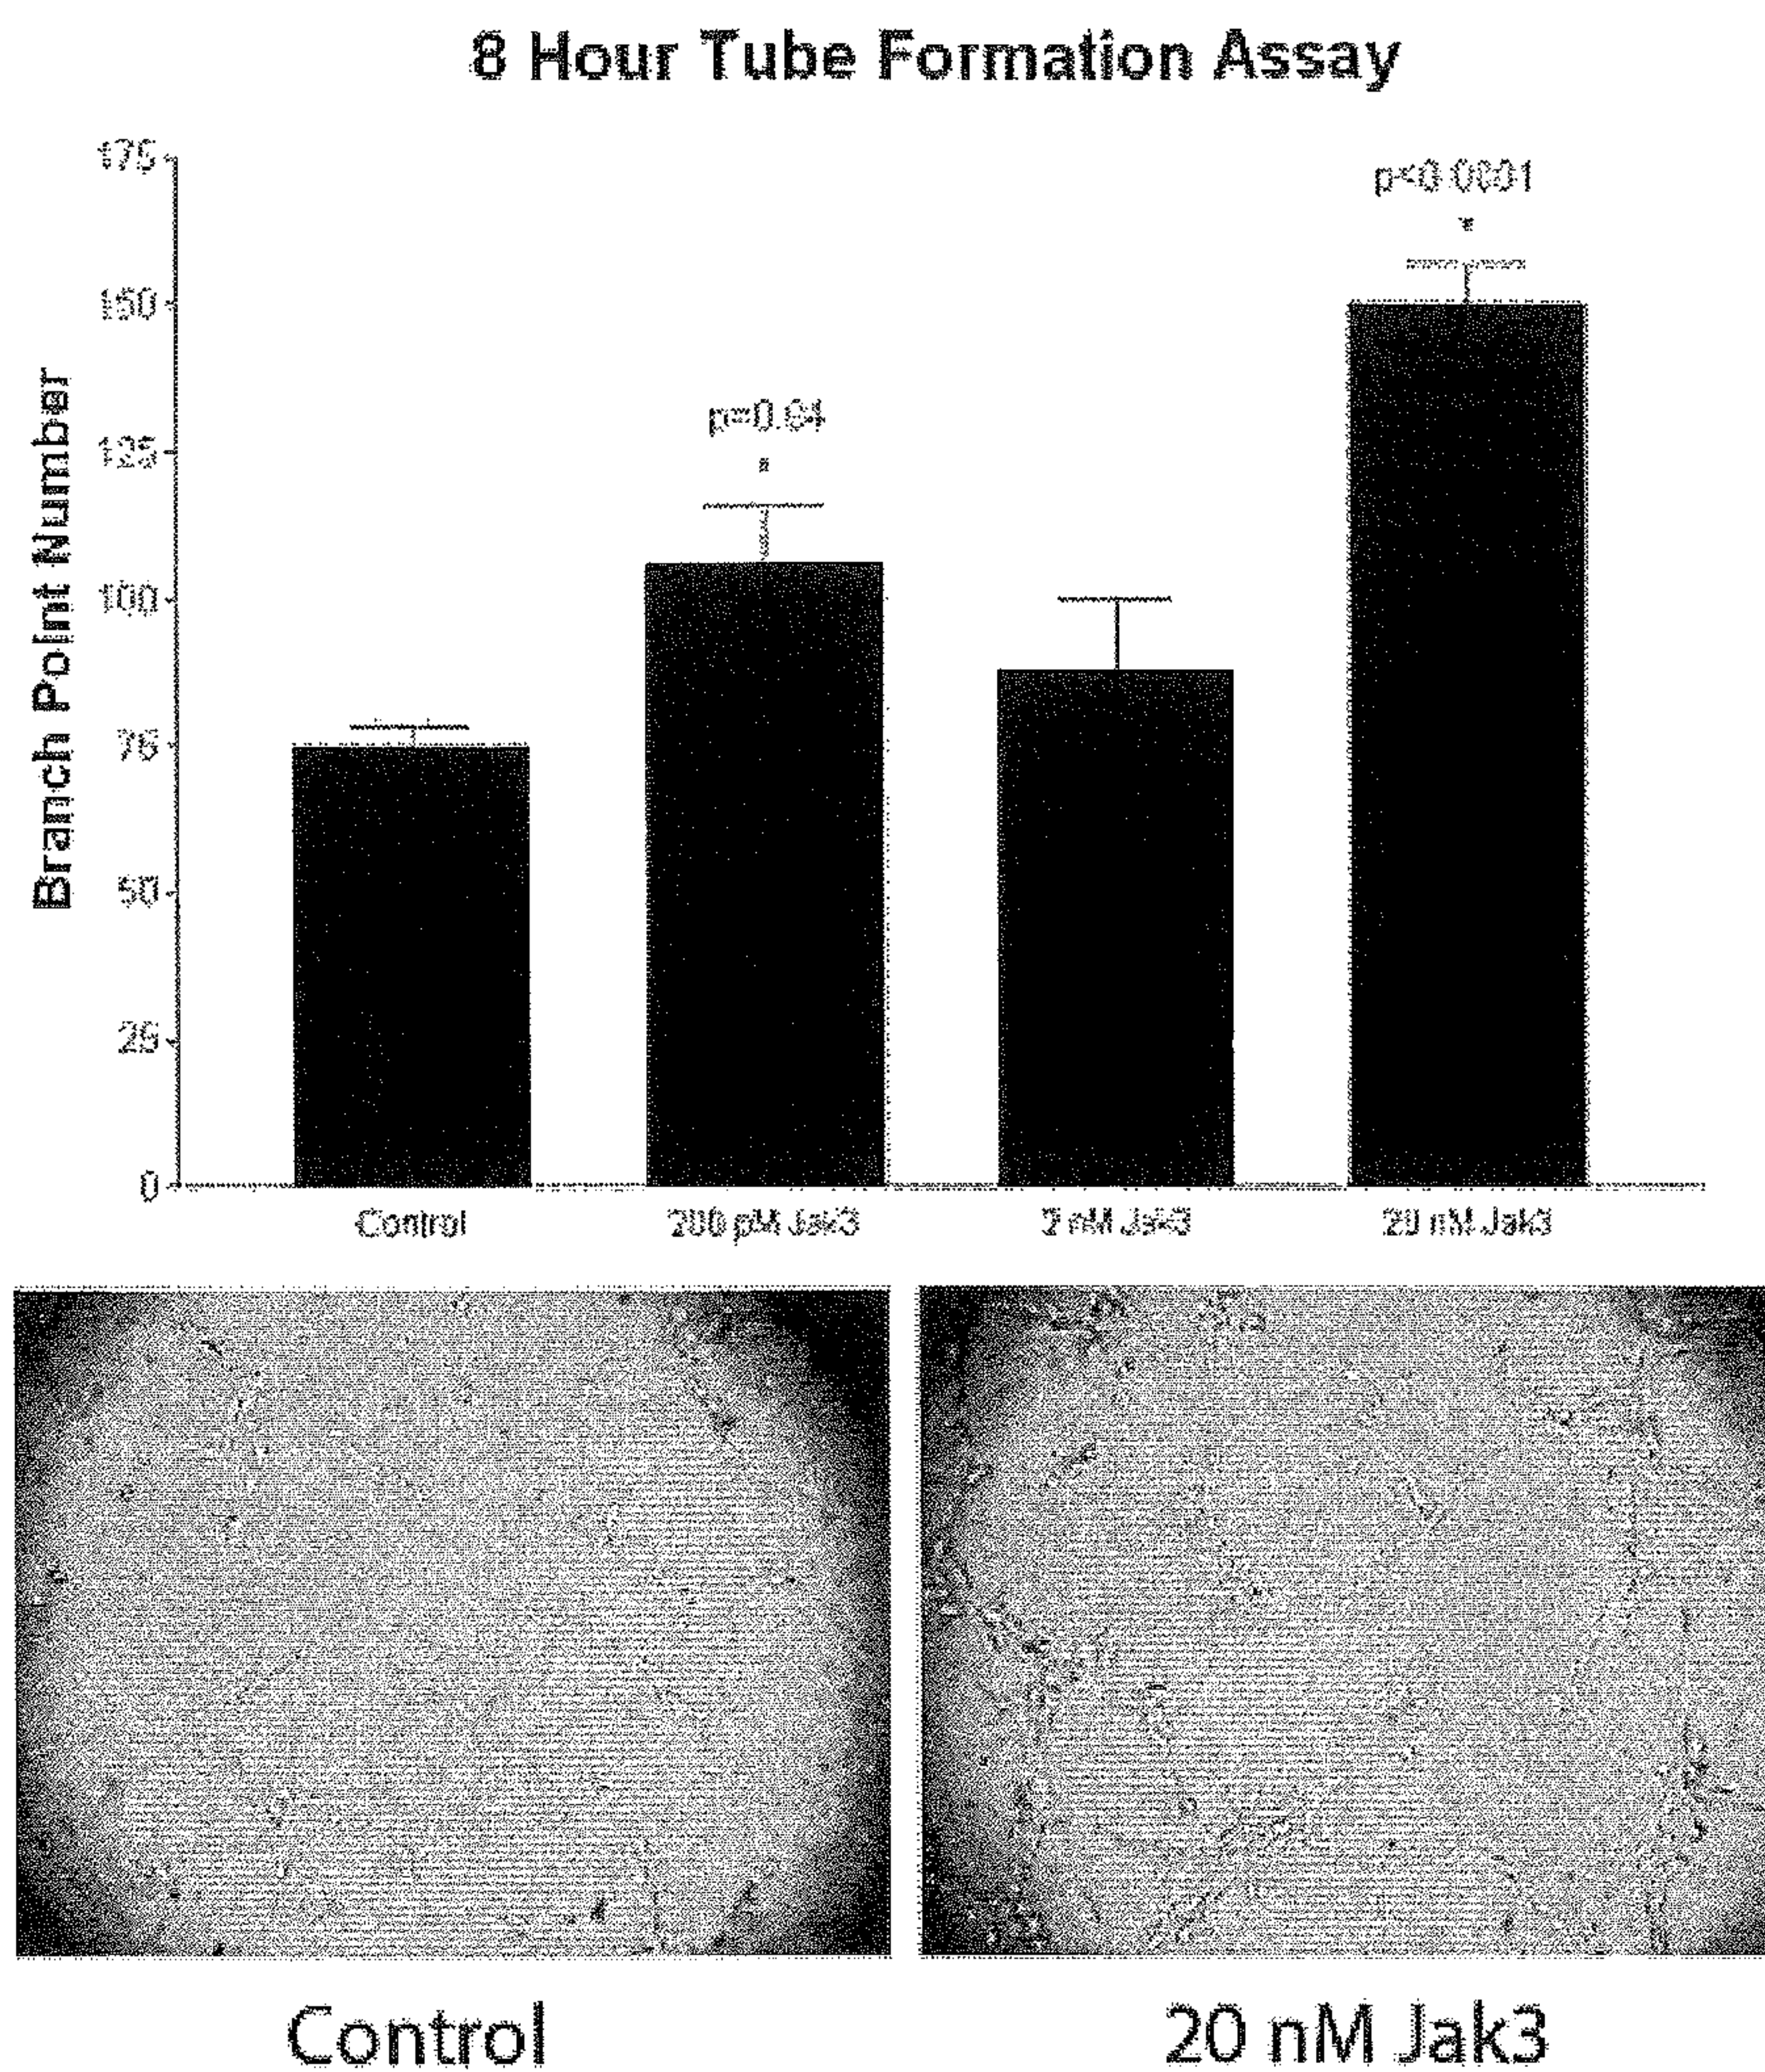 8 Hour Tube Formation Assay
Branch Point Number
175
150
125
100
75
50
25
0
p=0.04
*
p<0.0001
*
Control
200 pM Jak3
2 nM Jak3
20 nM Jak3
Control
20 nM Jak3